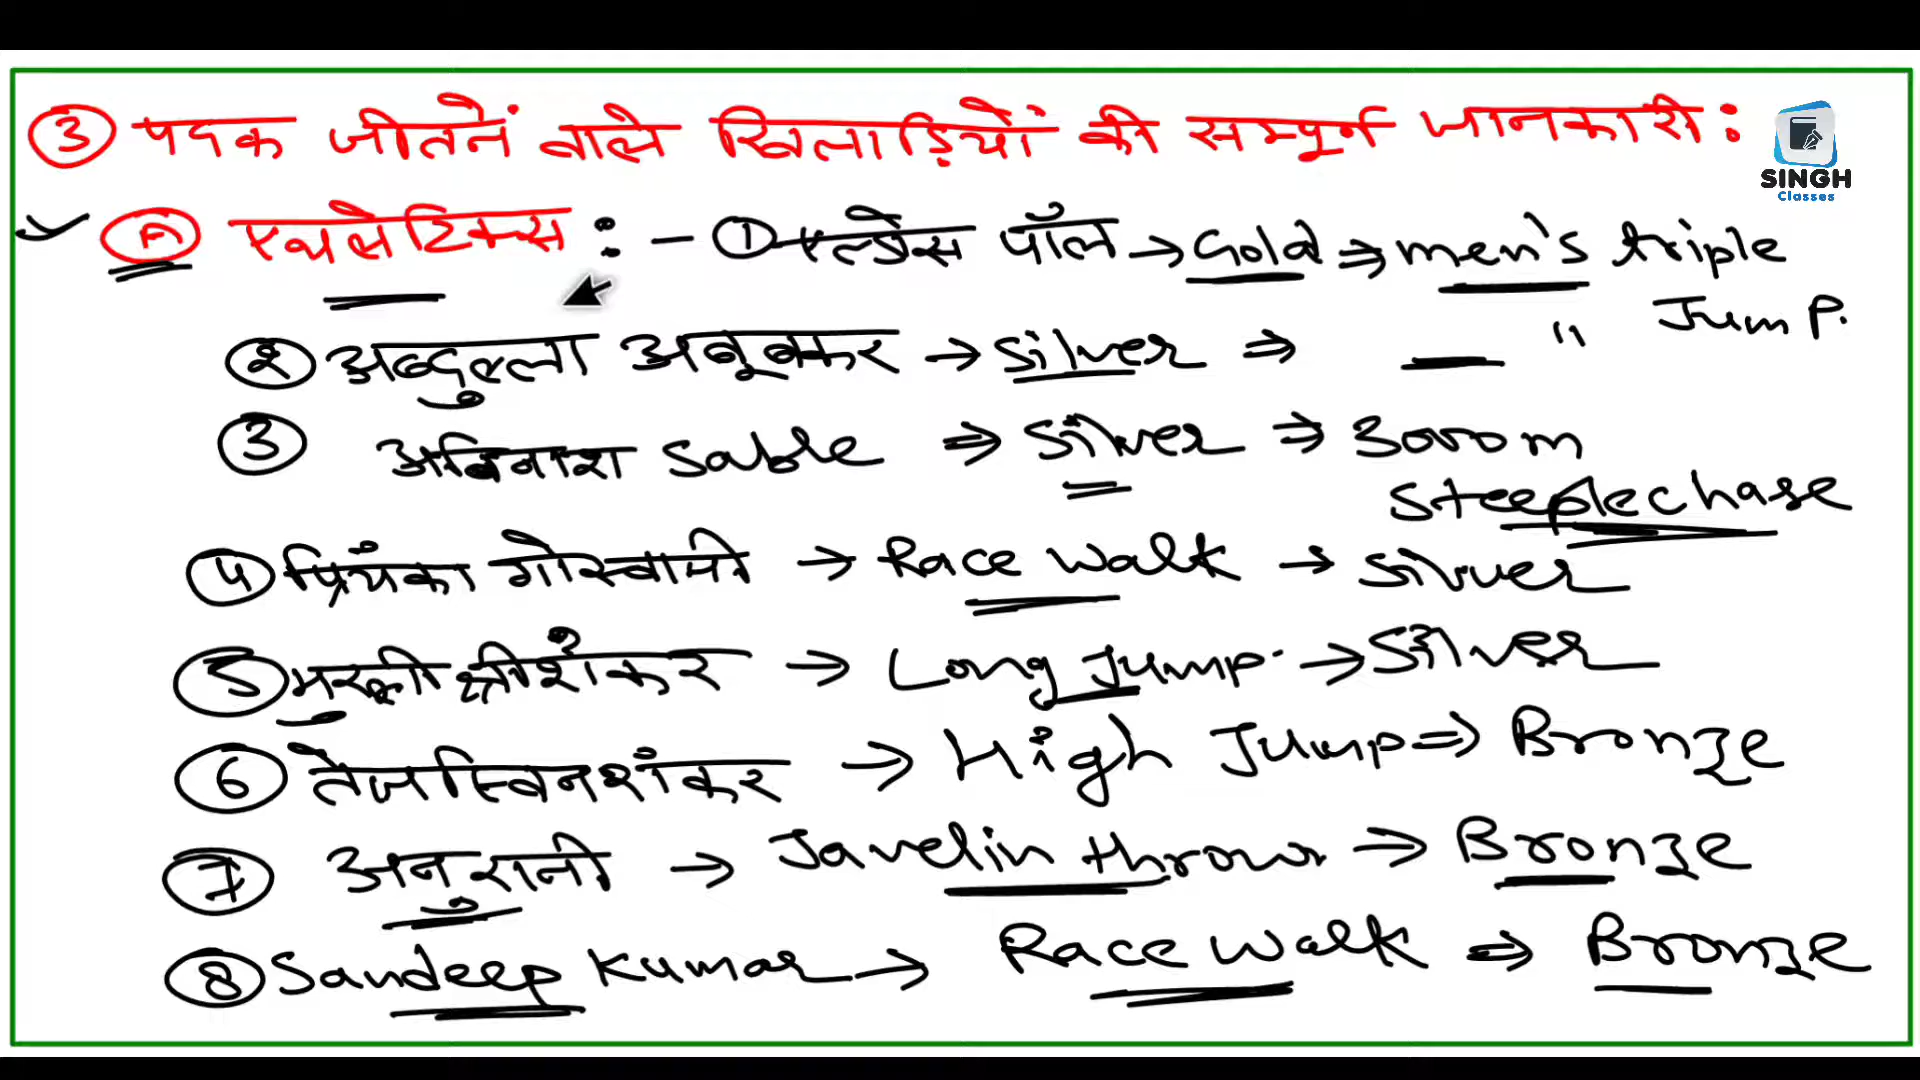 ③ पदक जीतनें वाले खिलाड़ियों की सम्पूर्ण जानकारी :
SINGH
Classes
Ⓐ एथलेटिक्स : - ① एल्डोस पॉल → Gold ⇒ men's triple Jump.
② अब्दुल्ला अबूबकर → Silver ⇒ — "
③ अविनाश Sable ⇒ Silver ⇒ 3000m Steeplechase
④ प्रियंका गोस्वामी → Race Walk → Silver
⑤ मुरली श्रीशंकर → Long Jump → Silver
⑥ तेजस्विन शंकर → High Jump ⇒ Bronze
⑦ अनुरानी → Javelin throw → Bronze
⑧ Sandeep Kumar → Race Walk ⇒ Bronze